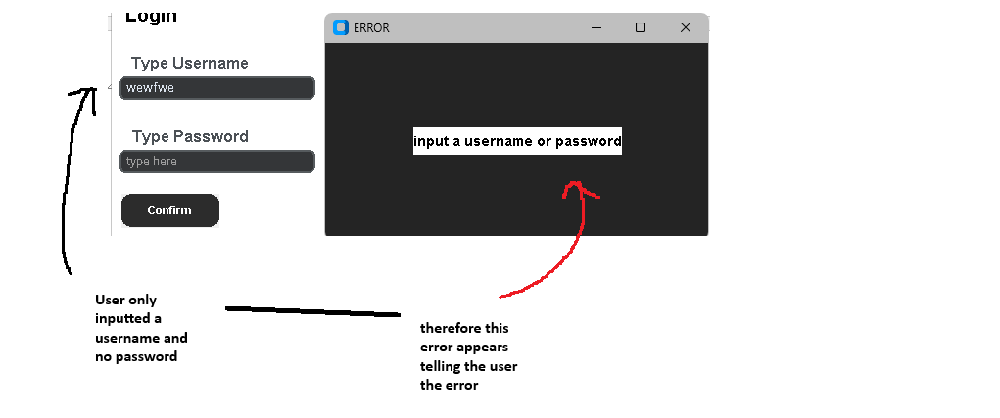 Login
Type Username
wewfwe
Type Password
type here
Confirm
ERROR
input a username or password
User only
inputted a
username and
no password
therefore this
error appears
telling the user
the error